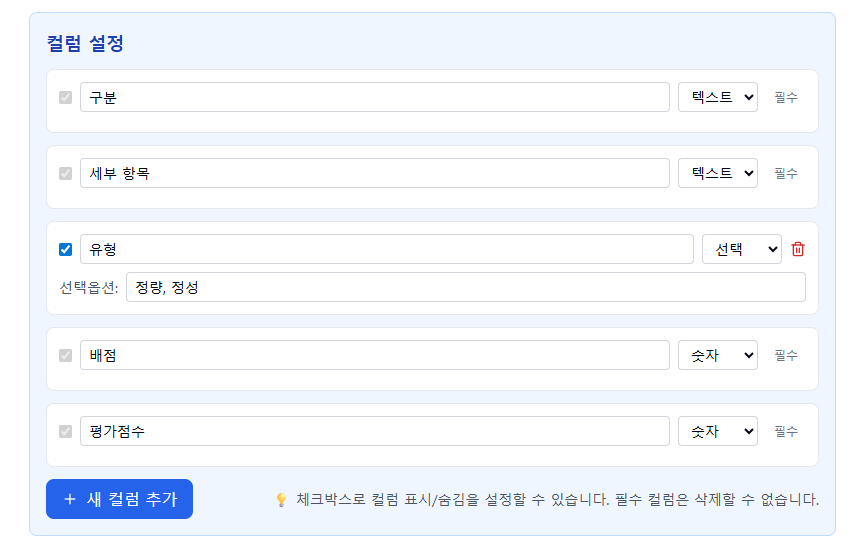 컬럼 설정
구분 텍스트 필수
세부 항목 텍스트 필수
유형 선택
선택옵션: 정량, 정성
배점 숫자 필수
평가점수 숫자 필수
+ 새 컬럼 추가 💡 체크박스로 컬럼 표시/숨김을 설정할 수 있습니다. 필수 컬럼은 삭제할 수 없습니다.